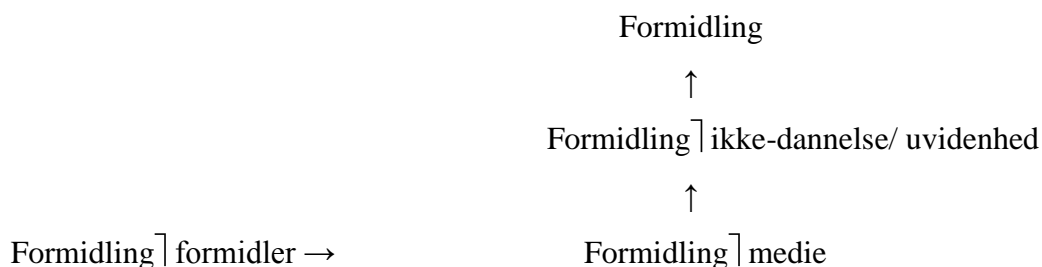 Formidling
↑
Formidling ⏋ ikke-dannelse/ uvidenhed
↑
Formidling ⏋ formidler → Formidling ⏋ medie